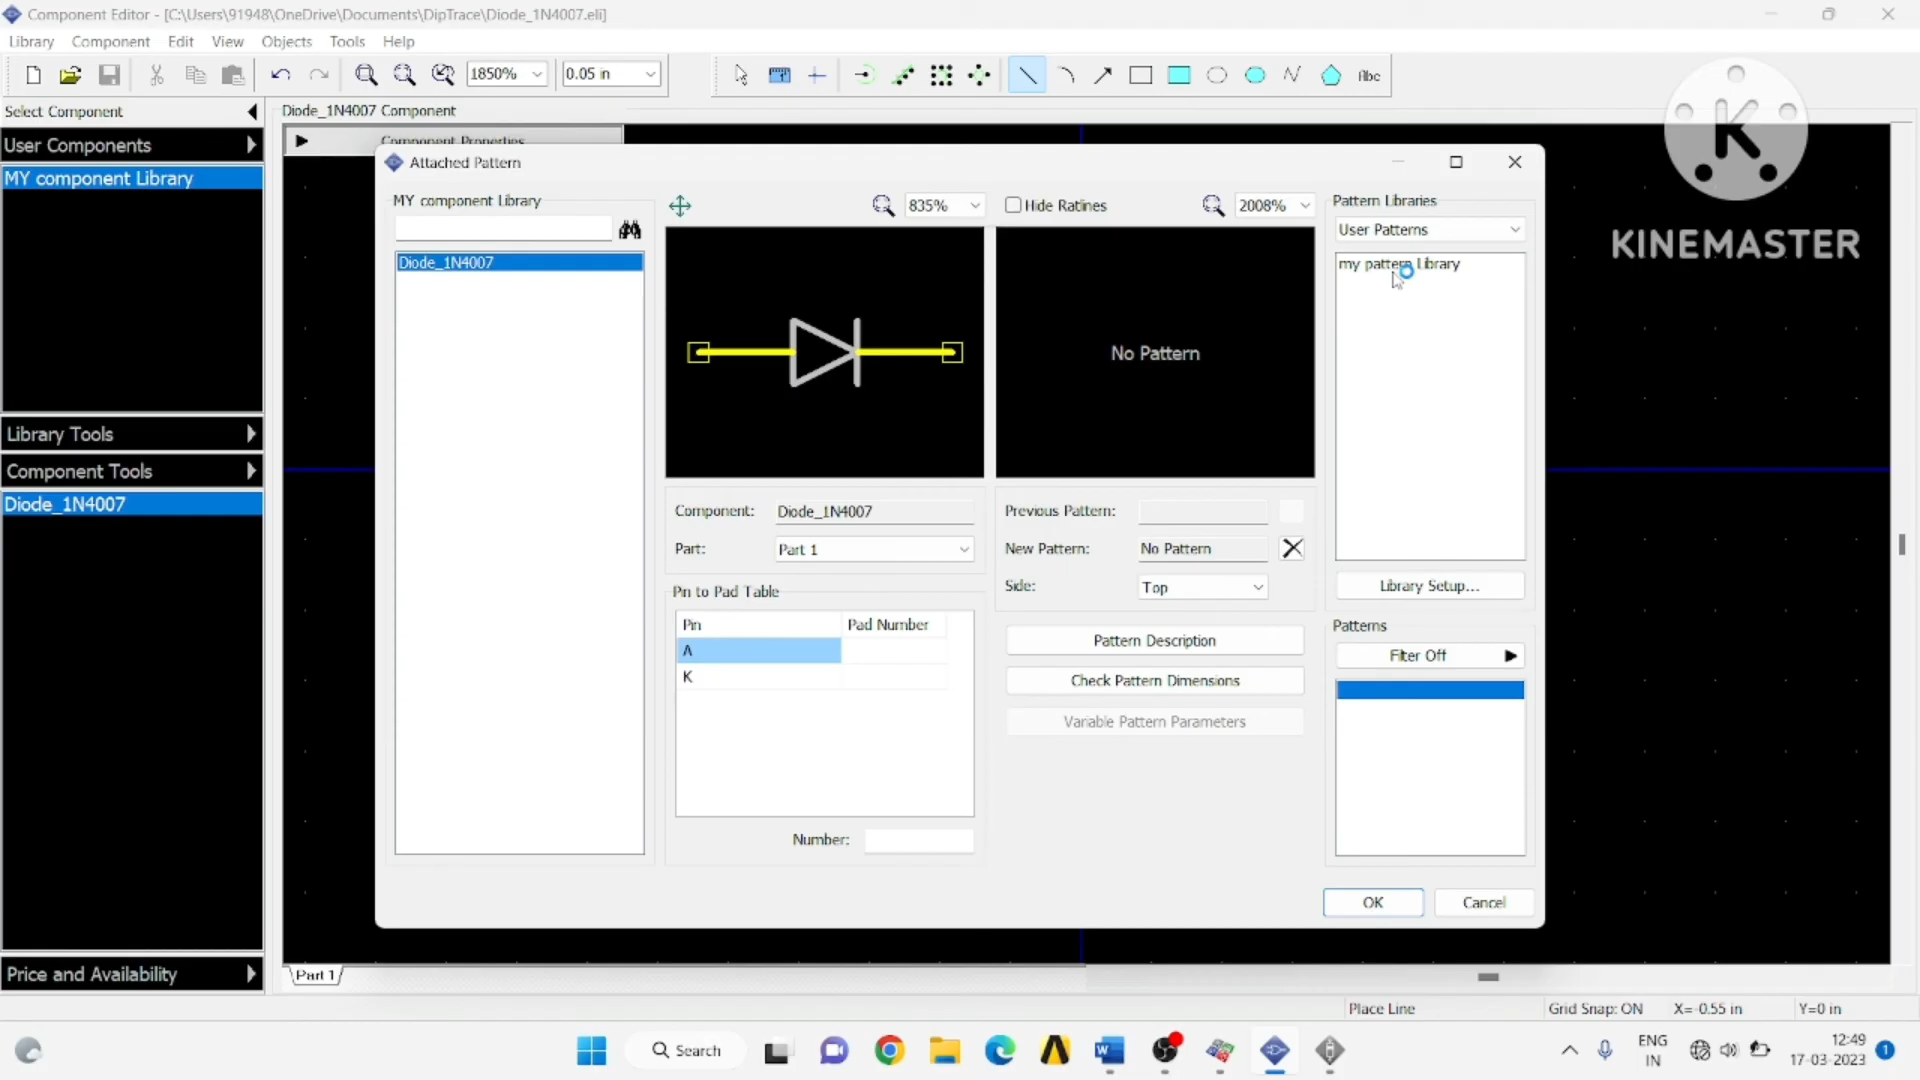 Component Editor - [C:\Users\91948\OneDrive\Documents\DipTrace\Diode_1N4007.eli]
Library Component Edit View Objects Tools Help
1850% 0.05 in Abc
Select Component
Diode_1N4007 Component
User Components
Component Properties
MY component Library
Attached Pattern
MY component Library
835%
Hide Ratlines
2008%
Pattern Libraries
User Patterns
Diode_1N4007
my pattern Library
No Pattern
K
KINEMASTER
Library Tools
Component Tools
Diode_1N4007
Component: Diode_1N4007
Previous Pattern:
Part: Part 1
New Pattern: No Pattern
Side: Top
Library Setup...
Pin to Pad Table
Pin Pad Number
A
K
Pattern Description
Check Pattern Dimensions
Variable Pattern Parameters
Patterns
Filter Off
Number:
OK Cancel
Price and Availability
Part 1
Place Line Grid Snap: ON X=-0.55 in Y=0 in
Search
ENG
IN
12:49
17-03-2023
1